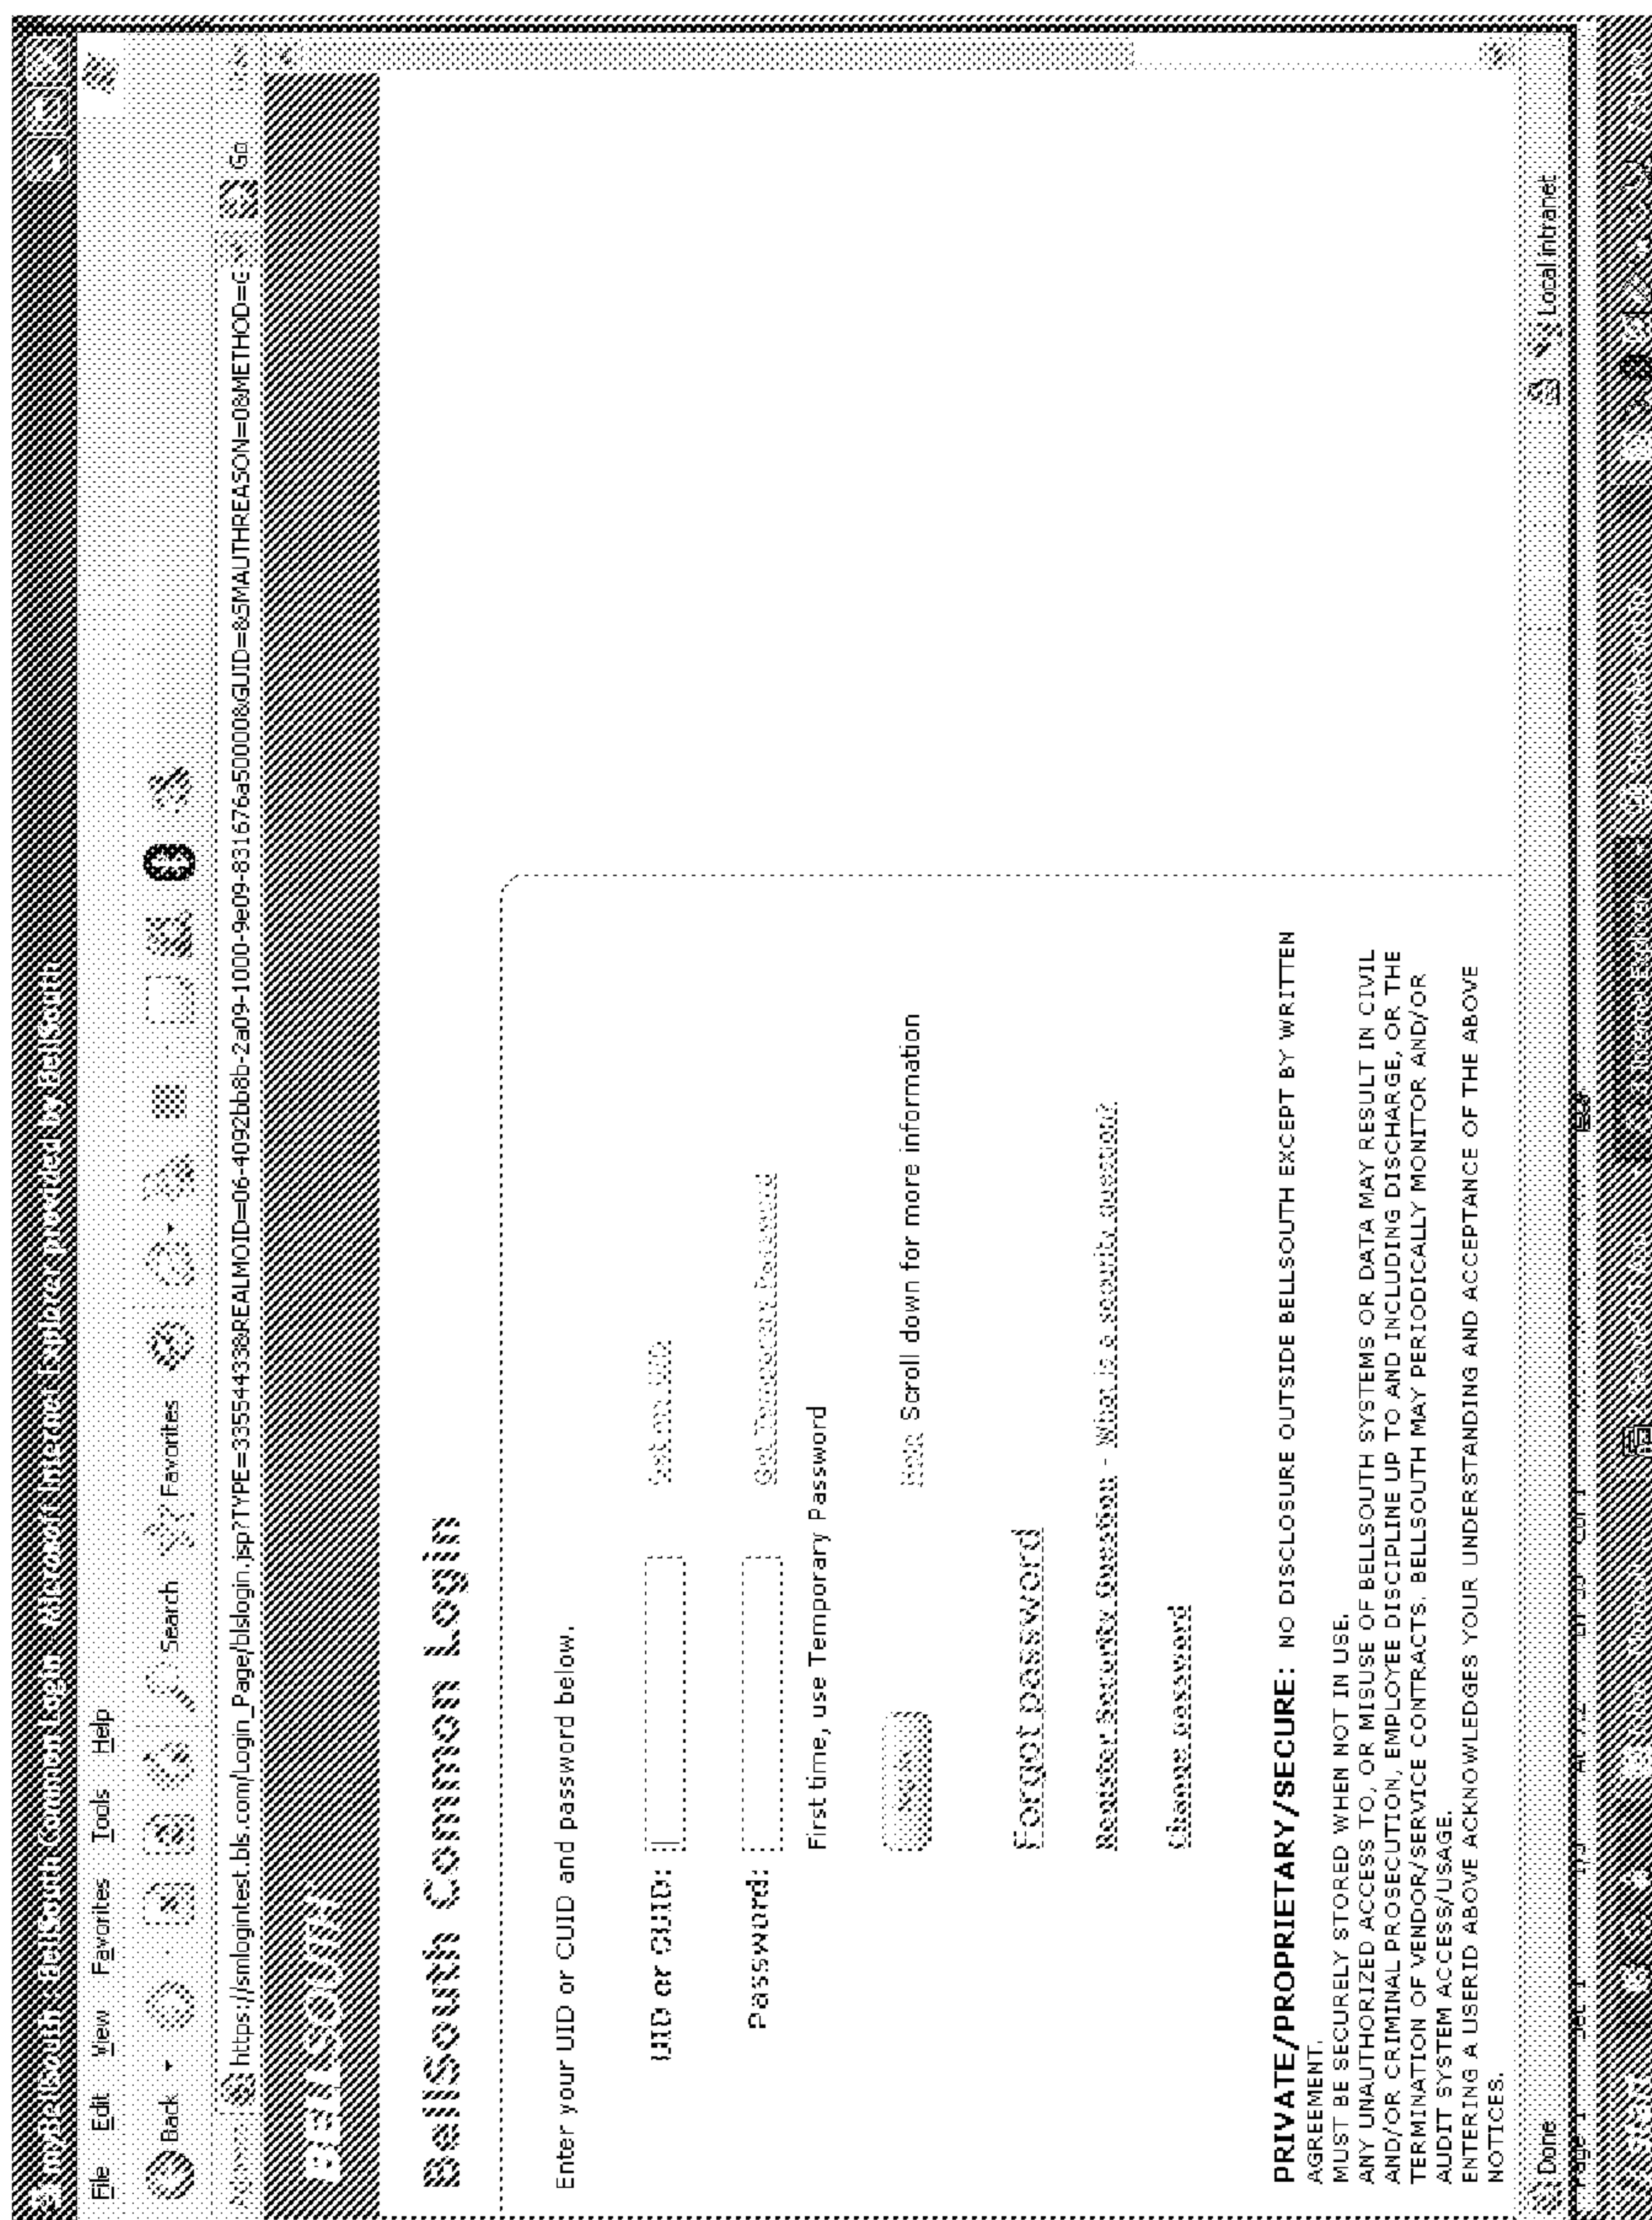 myBellSouth : BellSouth Common Login - Microsoft Internet Explorer provided by BellSouth
File Edit View Favorites Tools Help
Back Search Favorites
Address https://smlogintest.bls.com/Login_Page/blslogin.jsp?TYPE=33554433&REALMOID=06-4092bb8b-2a09-1000-9e09-831676a50000&GUID=&SMAUTHREASON=0&METHOD=G Go
BELLSOUTH
BellSouth Common Login
Enter your UID or CUID and password below.
UID or CUID: Get my UID
Password: Get Temporary Password
First time, use Temporary Password
Help Scroll down for more information
Forgot password
Register Security Question - What is a security question?
Change password
PRIVATE/PROPRIETARY/SECURE: NO DISCLOSURE OUTSIDE BELLSOUTH EXCEPT BY WRITTEN
AGREEMENT.
MUST BE SECURELY STORED WHEN NOT IN USE.
ANY UNAUTHORIZED ACCESS TO, OR MISUSE OF BELLSOUTH SYSTEMS OR DATA MAY RESULT IN CIVIL
AND/OR CRIMINAL PROSECUTION, EMPLOYEE DISCIPLINE UP TO AND INCLUDING DISCHARGE, OR THE
TERMINATION OF VENDOR/SERVICE CONTRACTS. BELLSOUTH MAY PERIODICALLY MONITOR AND/OR
AUDIT SYSTEM ACCESS/USAGE.
ENTERING A USERID ABOVE ACKNOWLEDGES YOUR UNDERSTANDING AND ACCEPTANCE OF THE ABOVE
NOTICES.
Done Local intranet